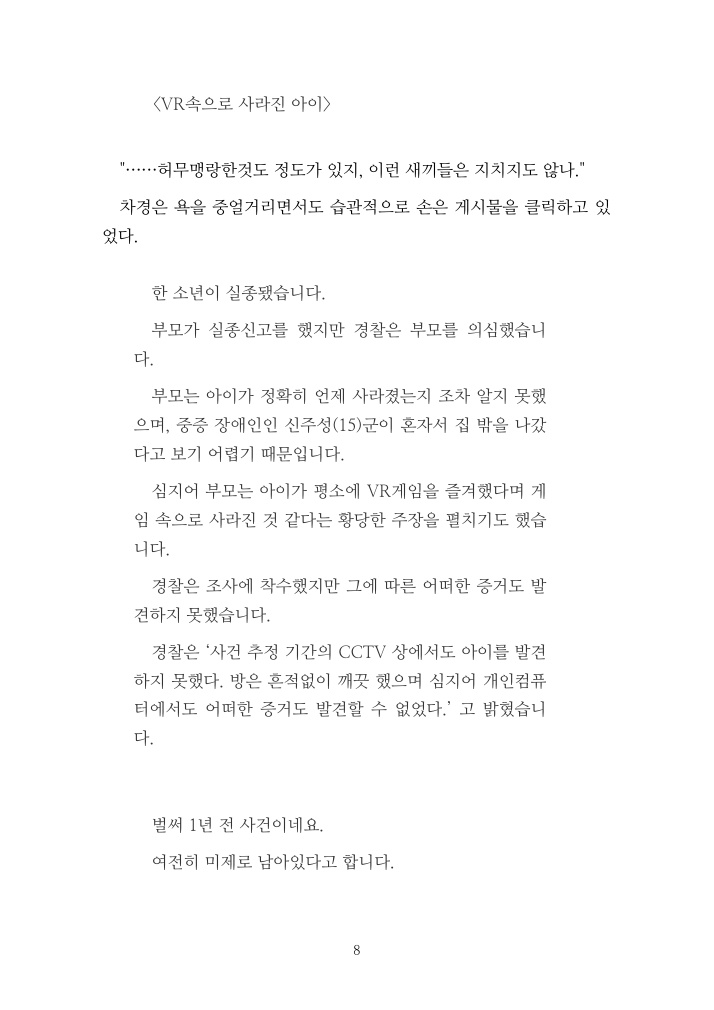 〈VR속으로 사라진 아이〉
"……허무맹랑한것도 정도가 있지, 이런 새끼들은 지치지도 않나."
차경은 욕을 중얼거리면서도 습관적으로 손은 게시물을 클릭하고 있
었다.
한 소년이 실종됐습니다.
부모가 실종신고를 했지만 경찰은 부모를 의심했습니
다.
부모는 아이가 정확히 언제 사라졌는지 조차 알지 못했
으며, 중증 장애인인 신주성(15)군이 혼자서 집 밖을 나갔
다고 보기 어렵기 때문입니다.
심지어 부모는 아이가 평소에 VR게임을 즐겨했다며 게
임 속으로 사라진 것 같다는 황당한 주장을 펼치기도 했습
니다.
경찰은 조사에 착수했지만 그에 따른 어떠한 증거도 발
견하지 못했습니다.
경찰은 ‘사건 추정 기간의 CCTV 상에서도 아이를 발견
하지 못했다. 방은 흔적없이 깨끗 했으며 심지어 개인컴퓨
터에서도 어떠한 증거도 발견할 수 없었다.’ 고 밝혔습니
다.
벌써 1년 전 사건이네요.
여전히 미제로 남아있다고 합니다.
8